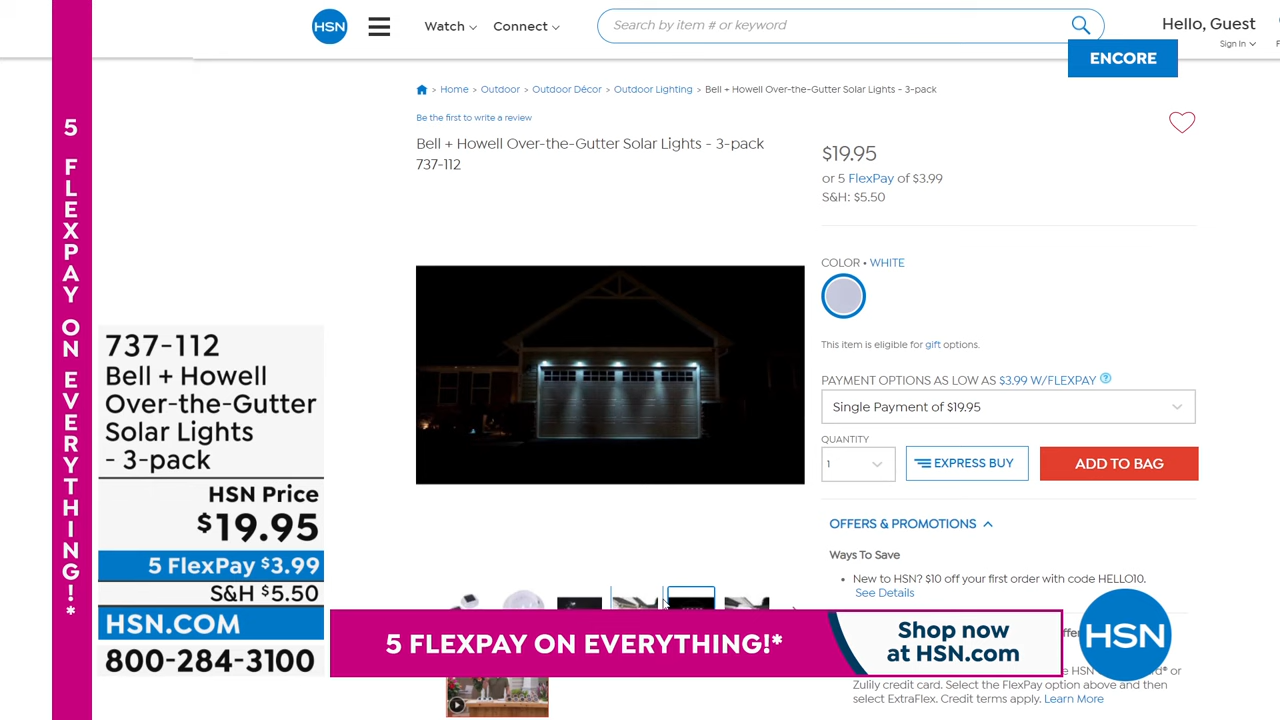 HSN
Watch
Connect
Search by item # or keyword
Hello, Guest
Sign In
ENCORE
5 FLEXPAY ON EVERYTHING!*
Home > Outdoor > Outdoor Décor > Outdoor Lighting > Bell + Howell Over-the-Gutter Solar Lights - 3-pack
Be the first to write a review
Bell + Howell Over-the-Gutter Solar Lights - 3-pack
737-112
$19.95
or 5 FlexPay of $3.99
S&H: $5.50
COLOR • WHITE
This item is eligible for gift options.
PAYMENT OPTIONS AS LOW AS $3.99 W/FLEXPAY
Single Payment of $19.95
QUANTITY
1
EXPRESS BUY
ADD TO BAG
OFFERS & PROMOTIONS
Ways To Save
• New to HSN? $10 off your first order with code HELLO10.
See Details
737-112
Bell + Howell
Over-the-Gutter
Solar Lights
- 3-pack
HSN Price
$19.95
5 FlexPay $3.99
S&H $5.50
HSN.COM
800-284-3100
5 FLEXPAY ON EVERYTHING!*
Shop now
at HSN.com
HSN
Zulily credit card. Select the FlexPay option above and then
select ExtraFlex. Credit terms apply. Learn More